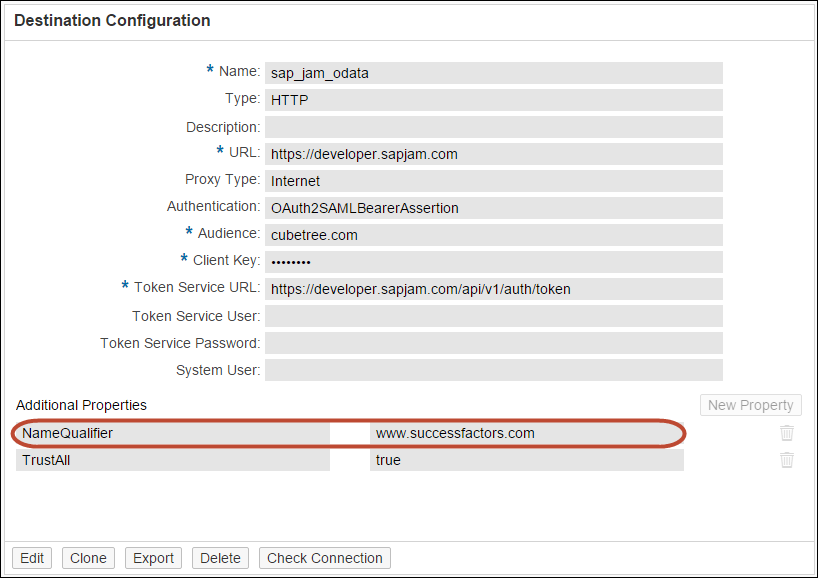 Destination Configuration
* Name: sap_jam_odata
Type: HTTP
Description:
* URL: https://developer.sapjam.com
Proxy Type: Internet
Authentication: OAuth2SAMLBearerAssertion
* Audience: cubetree.com
* Client Key: ••••••••
* Token Service URL: https://developer.sapjam.com/api/v1/auth/token
Token Service User:
Token Service Password:
System User:
Additional Properties New Property
NameQualifier www.successfactors.com
TrustAll true
Edit Clone Export Delete Check Connection